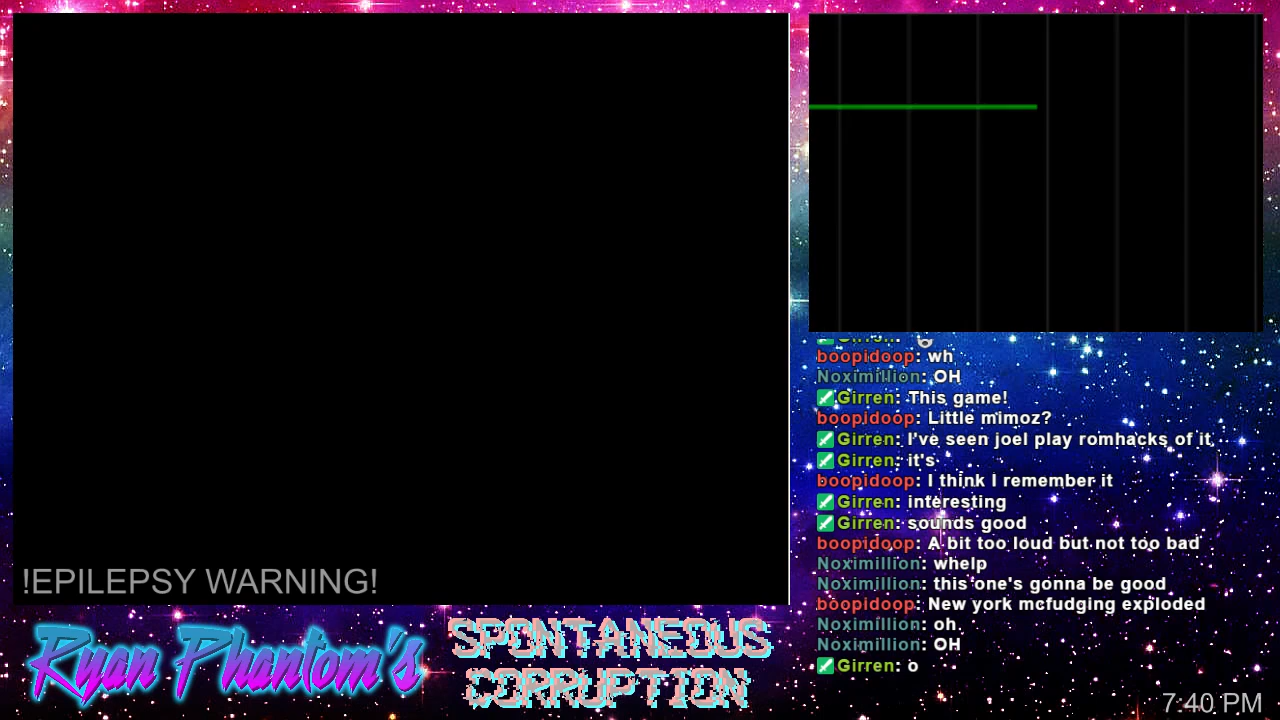 !EPILEPSY WARNING!
Ryan Phantom's
SPONTANEOUS
CORRUPTION
Girren:
boopidoop: wh
Noximillion: OH
Girren: This game!
boopidoop: Little mimoz?
Girren: I've seen joel play romhacks of it
Girren: it's
boopidoop: I think I remember it
Girren: interesting
Girren: sounds good
boopidoop: A bit too loud but not too bad
Noximillion: whelp
Noximillion: this one's gonna be good
boopidoop: New york mcfudging exploded
Noximillion: oh
Noximillion: OH
Girren: o
7:40 PM